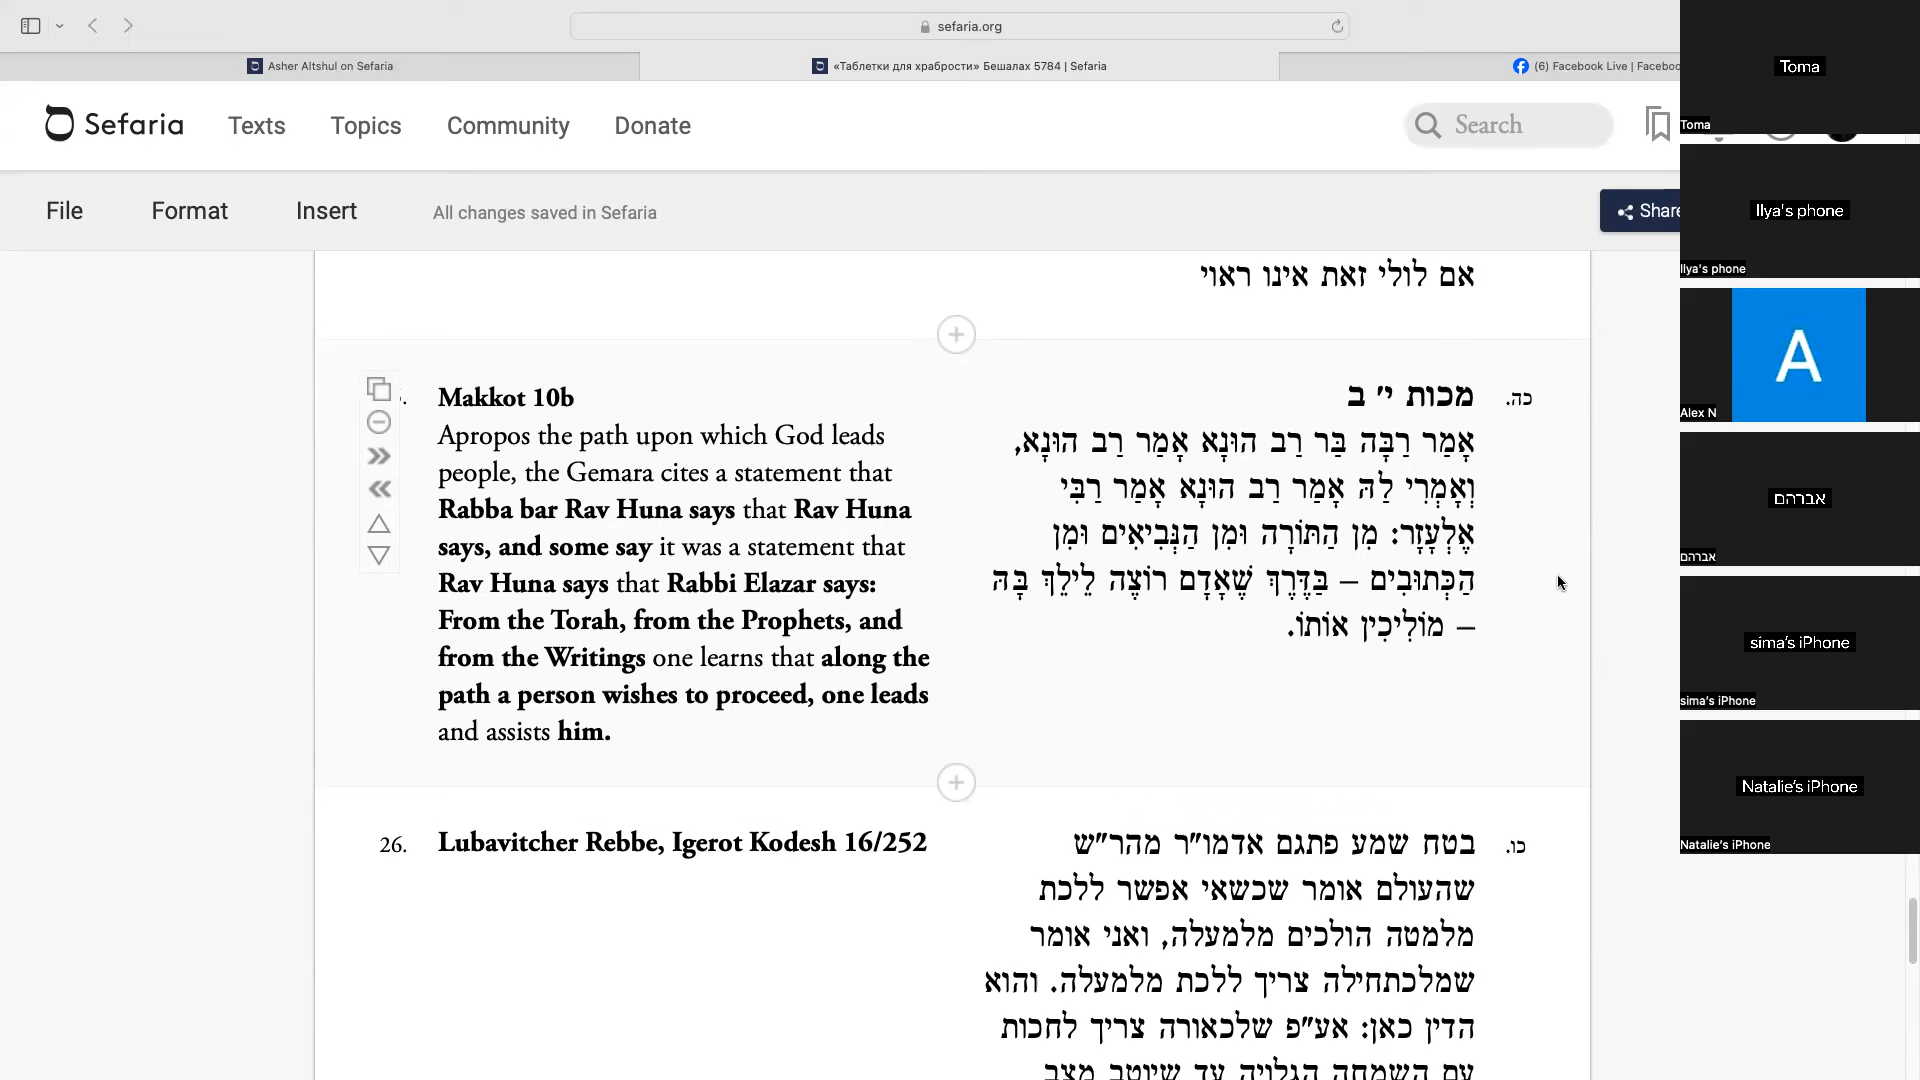 sefaria.org
Asher Altshul on Sefaria
«Таблетки для храбрости» Бешалах 5784 | Sefaria
(6) Facebook Live | Faceboo
Sefaria
Texts
Topics
Community
Donate
Search
File
Format
Insert
All changes saved in Sefaria
Share
אם לולי זאת אינו ראוי
Makkot 10b
Apropos the path upon which God leads
people, the Gemara cites a statement that
Rabba bar Rav Huna says that Rav Huna
says, and some say it was a statement that
Rav Huna says that Rabbi Elazar says:
From the Torah, from the Prophets, and
from the Writings one learns that along the
path a person wishes to proceed, one leads
and assists him.
כה.
מכות י׳ ב
אָמַר רַבָּה בַּר רַב הוּנָא אָמַר רַב הוּנָא,
וְאָמְרִי לַהּ אָמַר רַב הוּנָא אָמַר רַבִּי
אֶלְעָזָר: מִן הַתּוֹרָה וּמִן הַנְּבִיאִים וּמִן
הַכְּתוּבִים – בַּדֶּרֶךְ שֶׁאָדָם רוֹצֶה לֵילֵךְ בָּהּ
– מוֹלִיכִין אוֹתוֹ.
26.
Lubavitcher Rebbe, Igerot Kodesh 16/252
כו.
בטח שמע פתגם אדמו״ר מהר״ש
שהעולם אומר שכשאי אפשר ללכת
מלמטה הולכים מלמעלה, ואני אומר
שמלכתחילה צריך ללכת מלמעלה. והוא
הדין כאן: אע״פ שלכאורה צריך לחכות
עם השמחה הגלויה עד שיוטב מצב
Toma
Toma
Ilya's phone
Ilya's phone
A
Alex N
אברהם
אברהם
sima's iPhone
sima's iPhone
Natalie's iPhone
Natalie's iPhone